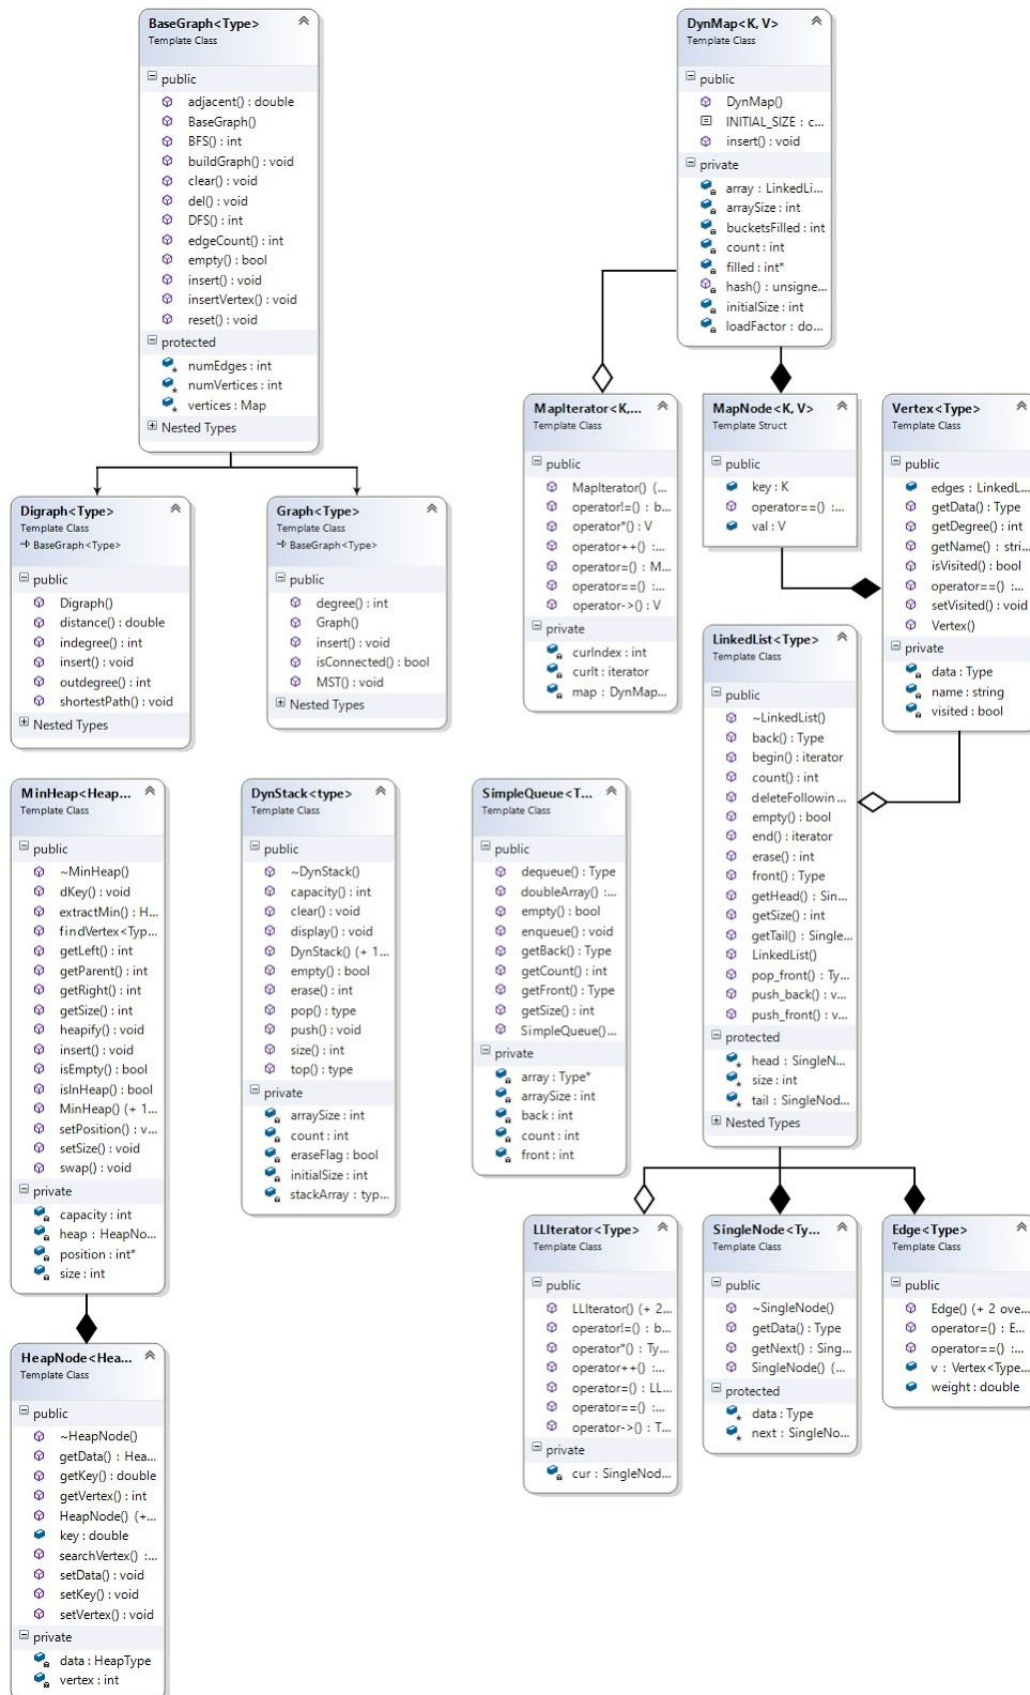 BaseGraph<Type>
Template Class
public
adjacent() : double
BaseGraph()
BFS() : int
buildGraph() : void
clear() : void
del() : void
DFS() : int
edgeCount() : int
empty() : bool
insert() : void
insertVertex() : void
reset() : void
protected
numEdges : int
numVertices : int
vertices : Map
Nested Types
DynMap<K, V>
Template Class
public
DynMap()
INITIAL_SIZE : c...
insert() : void
private
array : LinkedLi...
arraySize : int
bucketsFilled : int
count : int
filled : int*
hash() : unsigne...
initialSize : int
loadFactor : do...
MapIterator<K,...
Template Class
public
MapIterator() (...
operator!=() : b...
operator*() : V
operator++() :...
operator=() : M...
operator==() :...
operator->() : V
private
curIndex : int
curIt : iterator
map : DynMap...
MapNode<K, V>
Template Struct
public
key : K
operator==() :...
val : V
Vertex<Type>
Template Class
public
edges : LinkedL...
getData() : Type
getDegree() : int
getName() : stri...
isVisited() : bool
operator==() :...
setVisited() : void
Vertex()
private
data : Type
name : string
visited : bool
Digraph<Type>
Template Class
BaseGraph<Type>
public
Digraph()
distance() : double
indegree() : int
insert() : void
outdegree() : int
shortestPath() : void
Nested Types
Graph<Type>
Template Class
BaseGraph<Type>
public
degree() : int
Graph()
insert() : void
isConnected() : bool
MST() : void
Nested Types
LinkedList<Type>
Template Class
public
~LinkedList()
back() : Type
begin() : iterator
count() : int
deleteFollowin...
empty() : bool
end() : iterator
erase() : int
front() : Type
getHead() : Sin...
getSize() : int
getTail() : Single...
LinkedList()
pop_front() : Ty...
push_back() : v...
push_front() : v...
protected
head : SingleN...
size : int
tail : SingleNod...
Nested Types
MinHeap<Heap...
Template Class
public
~MinHeap()
dKey() : void
extractMin() : H...
findVertex<Typ...
getLeft() : int
getParent() : int
getRight() : int
getSize() : int
heapify() : void
insert() : void
isEmpty() : bool
isInHeap() : bool
MinHeap() (+ 1...
setPosition() : v...
setSize() : void
swap() : void
private
capacity : int
heap : HeapNo...
position : int*
size : int
DynStack<type>
Template Class
public
~DynStack()
capacity() : int
clear() : void
display() : void
DynStack() (+ 1...
empty() : bool
erase() : int
pop() : type
push() : void
size() : int
top() : type
private
arraySize : int
count : int
eraseFlag : bool
initialSize : int
stackArray : typ...
SimpleQueue<T...
Template Class
public
dequeue() : Type
doubleArray() :...
empty() : bool
enqueue() : void
getBack() : Type
getCount() : int
getFront() : Type
getSize() : int
SimpleQueue()...
private
array : Type*
arraySize : int
back : int
count : int
front : int
HeapNode<Hea...
Template Class
public
~HeapNode()
getData() : Hea...
getKey() : double
getVertex() : int
HeapNode() (+...
key : double
searchVertex() :...
setData() : void
setKey() : void
setVertex() : void
private
data : HeapType
vertex : int
LLIterator<Type>
Template Class
public
LLIterator() (+ 2...
operator!=() : b...
operator*() : Ty...
operator++() :...
operator=() : LL...
operator==() :...
operator->() : T...
private
cur : SingleNod...
SingleNode<Ty...
Template Class
public
~SingleNode()
getData() : Type
getNext() : Sing...
SingleNode() (...
protected
data : Type
next : SingleNo...
Edge<Type>
Template Class
public
Edge() (+ 2 ove...
operator=() : E...
operator==() :...
v : Vertex<Type...
weight : double